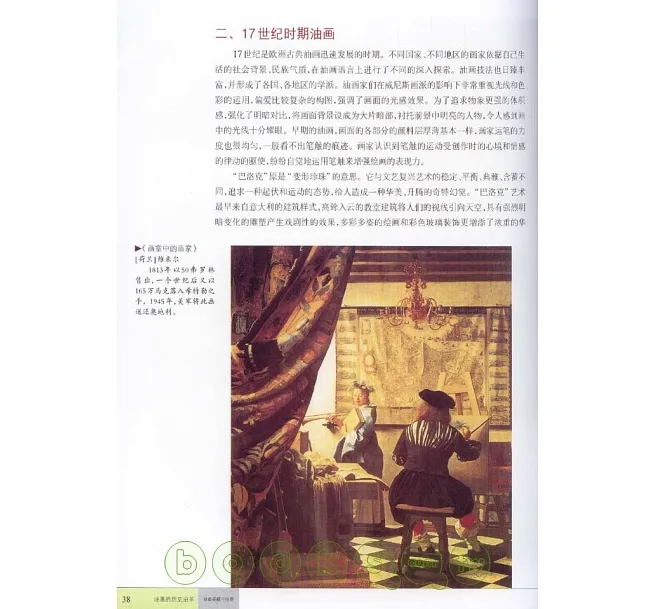 二、17世纪时期油画
17世纪是欧洲古典油画迅速发展的时期。不同国家、不同地区的画家依据自己生
活的社会背景、民族气质，在油画语言上进行了不同的深入探索。油画技法也日臻丰
富，并形成了各国、各地区的学派。油画家们在威尼斯画派的影响下非常重视光线和色
彩的运用，偏爱比较复杂的构图，强调了画面的光感效果。为了追求物象更强的体积
感，强化了明暗对比，将画面背景设成为大片暗部，衬托前景中明亮的人物，令人感到画
中的光线十分耀眼。早期的油画，画面的各部分的颜料层厚薄基本一样，画家运笔的力
度也很均匀，一般看不出笔触的痕迹。画家认识到笔触的运动受创作时的心境和情感
的律动的驱使，纷纷自觉地运用笔触来增强绘画的表现力。
“巴洛克”原是“变形珍珠”的意思。它与文艺复兴艺术的稳定、平衡、典雅、含蓄不
同，追求一种起伏和运动的态势，给人造成一种华美、升腾的奇特幻觉。“巴洛克”艺术
最早来自意大利的建筑样式，高耸入云的教堂建筑将人们的视线引向天空，具有强烈明
暗变化的雕塑产生戏剧性的效果，多彩多姿的绘画和彩色玻璃装饰更增添了浓重的华
▶《画室中的画家》
[荷兰]维米尔
1813年以50弗罗林
售出，一个世纪后又以
165万马克落入希特勒之
手。1945年，美军将此画
送还奥地利。
38
油画的历史沿革